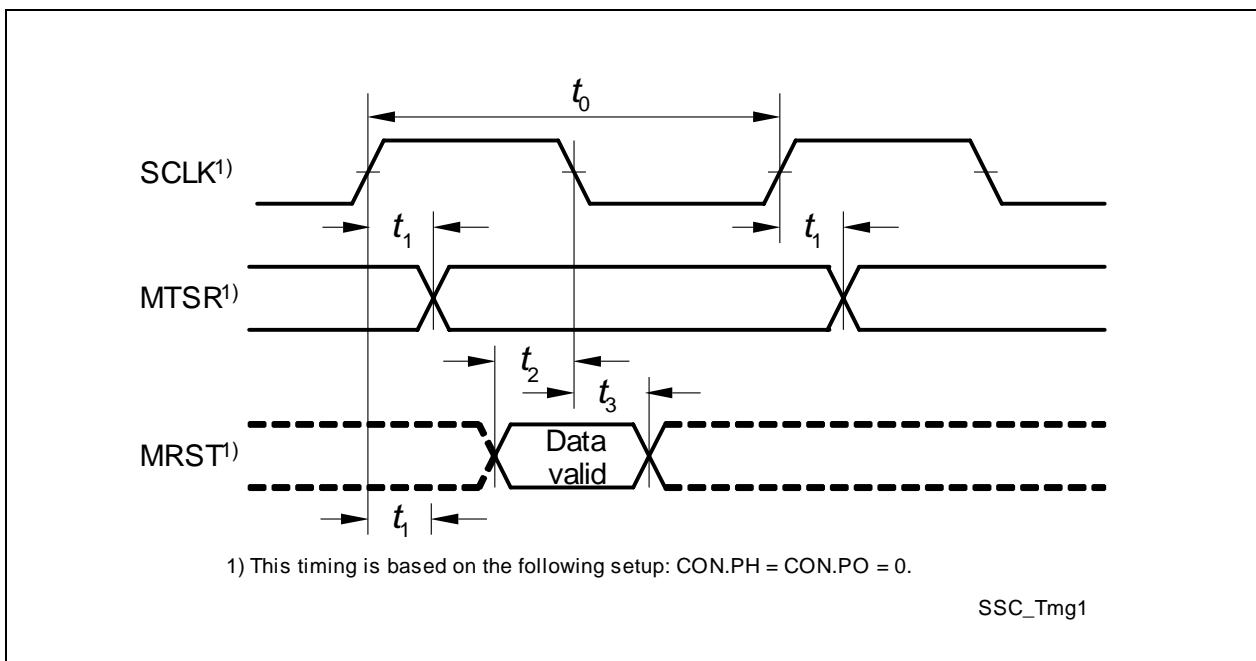 t0
SCLK1)
t1 t1
MTSR1)
t2
t3
MRST1) Data
valid
t1
1) This timing is based on the following setup: CON.PH = CON.PO = 0.
SSC_Tmg1